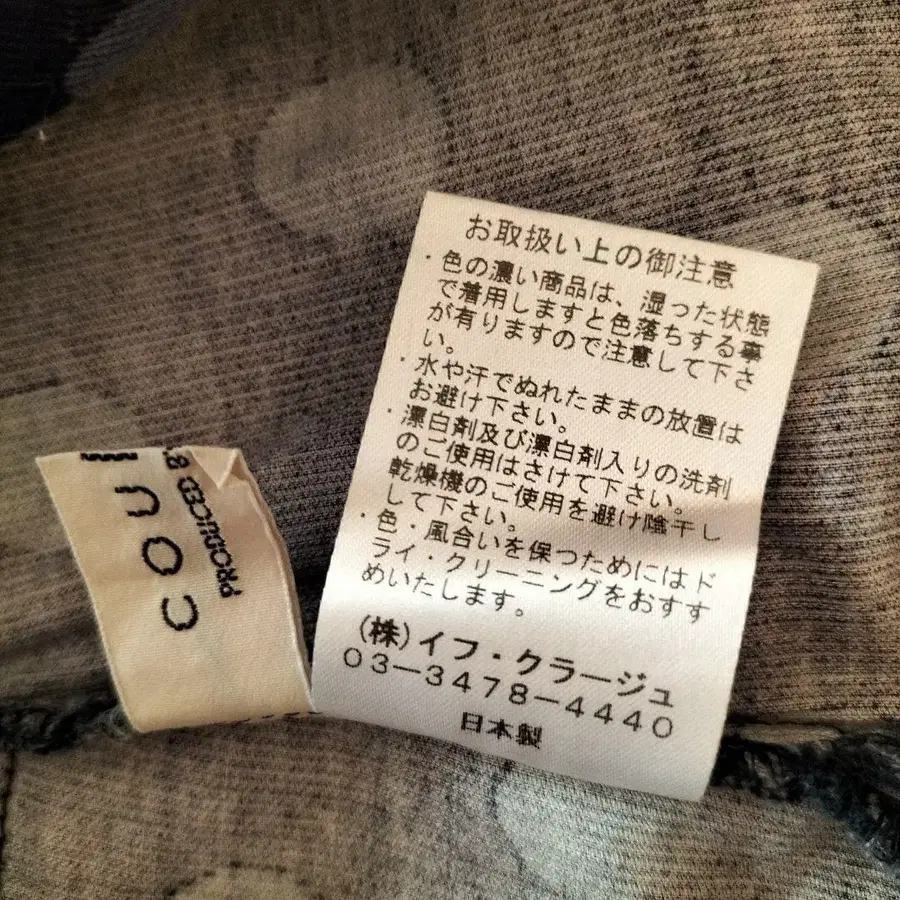 お取扱い上の御注意
・色の濃い商品は、湿った状態
で着用しますと色落ちする事
が有りますので注意して下さ
い。
・水や汗でぬれたままの放置は
お避け下さい。
・漂白剤及び漂白剤入りの洗剤
のご使用はさけて下さい。
乾燥機のご使用を避け陰干し
して下さい。
・色・風合いを保つためにはド
ライ・クリーニングをおすす
めいたします。
(株)イフ・クラージュ
03-3478-4440
日本製
COU
PRODUCED